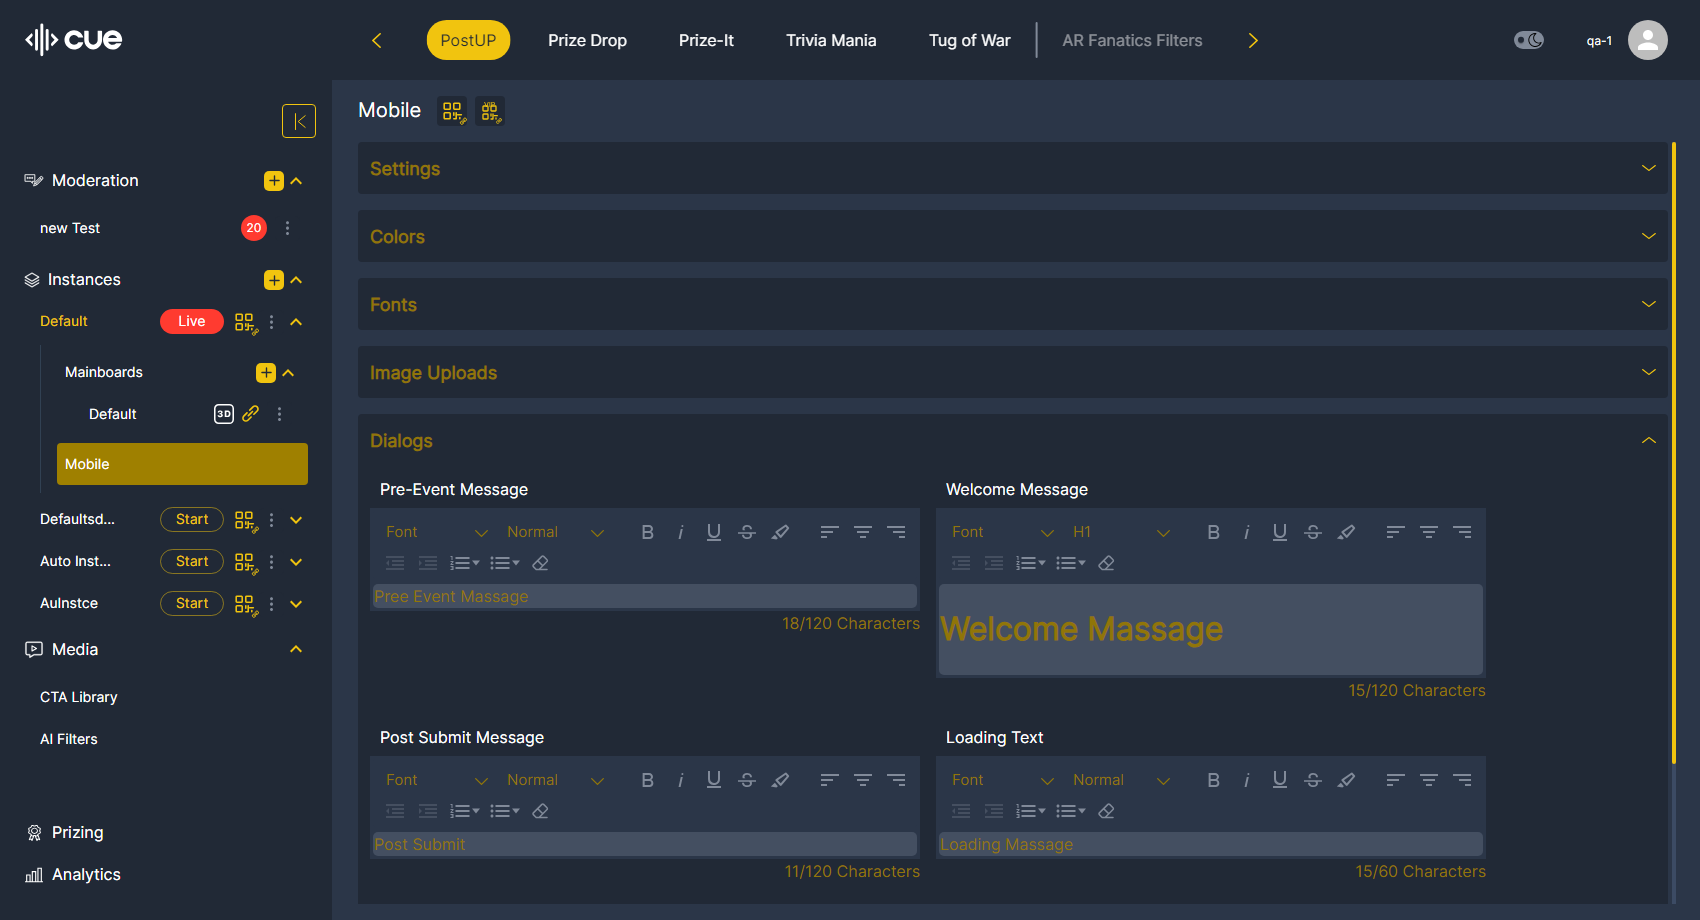 cue
PostUP
Prize Drop
Prize-It
Trivia Mania
Tug of War
AR Fanatics Filters
qa-1
Moderation
new Test
20
Instances
Default
Live
Mainboards
Default
3D
Mobile
Defaultsd...
Start
Auto Inst...
Start
AuInstce
Start
Media
CTA Library
AI Filters
Prizing
Analytics
Mobile
VIP
Settings
Colors
Fonts
Image Uploads
Dialogs
Pre-Event Message
Font
Normal
Pree Event Massage
18/120 Characters
Welcome Message
Font
H1
Welcome Massage
15/120 Characters
Post Submit Message
Font
Normal
Post Submit
11/120 Characters
Loading Text
Font
Normal
Loading Massage
15/60 Characters